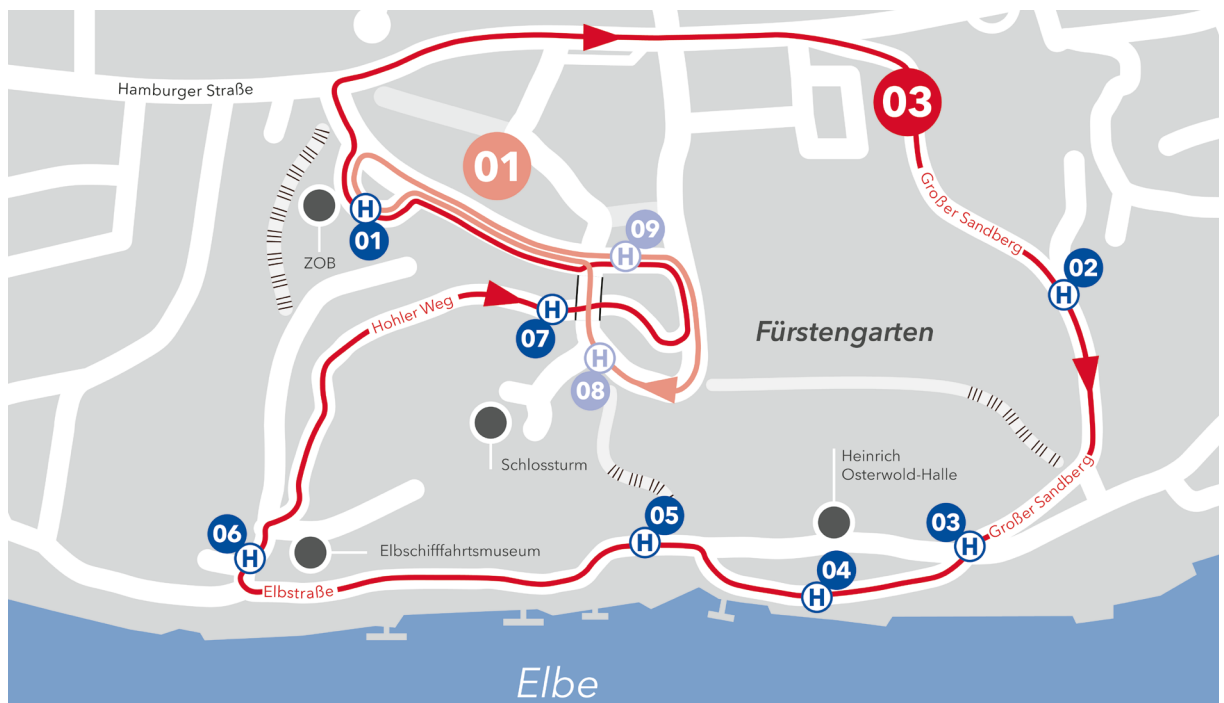 Hamburger Straße
03
01
Großer Sandberg
09
H
01
H
ZOB
02
H
H
Hohler Weg
H
07
Fürstengarten
H
08
Schlossturm
Heinrich
Osterwold-Halle
Großer Sandberg
05
H
03
H
06
H
Elbschifffahrtsmuseum
04
H
Elbstraße
Elbe